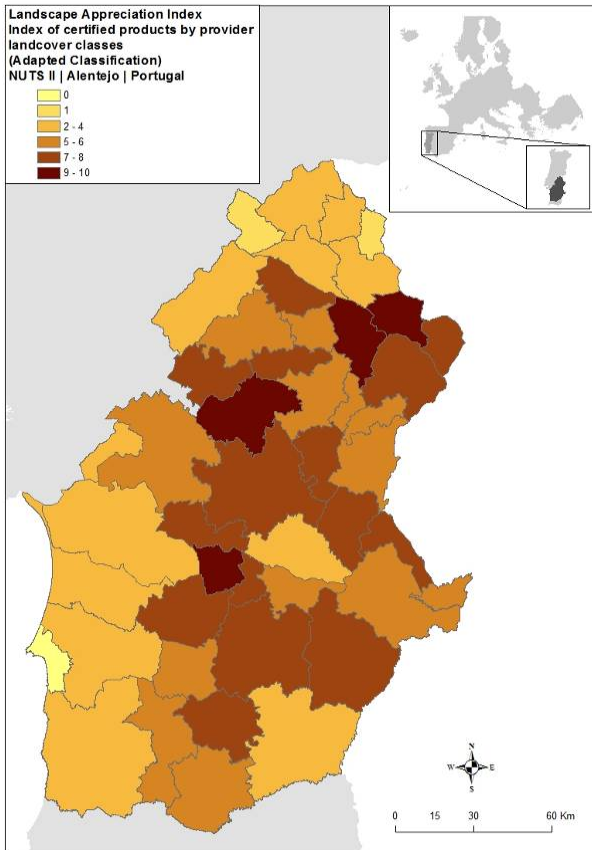 Landscape Appreciation Index
Index of certified products by provider
landcover classes
(Adapted Classification)
NUTS II | Alentejo | Portugal
0
1
2 - 4
5 - 6
7 - 8
9 - 10
N
W E
S
0 15 30 60 Km